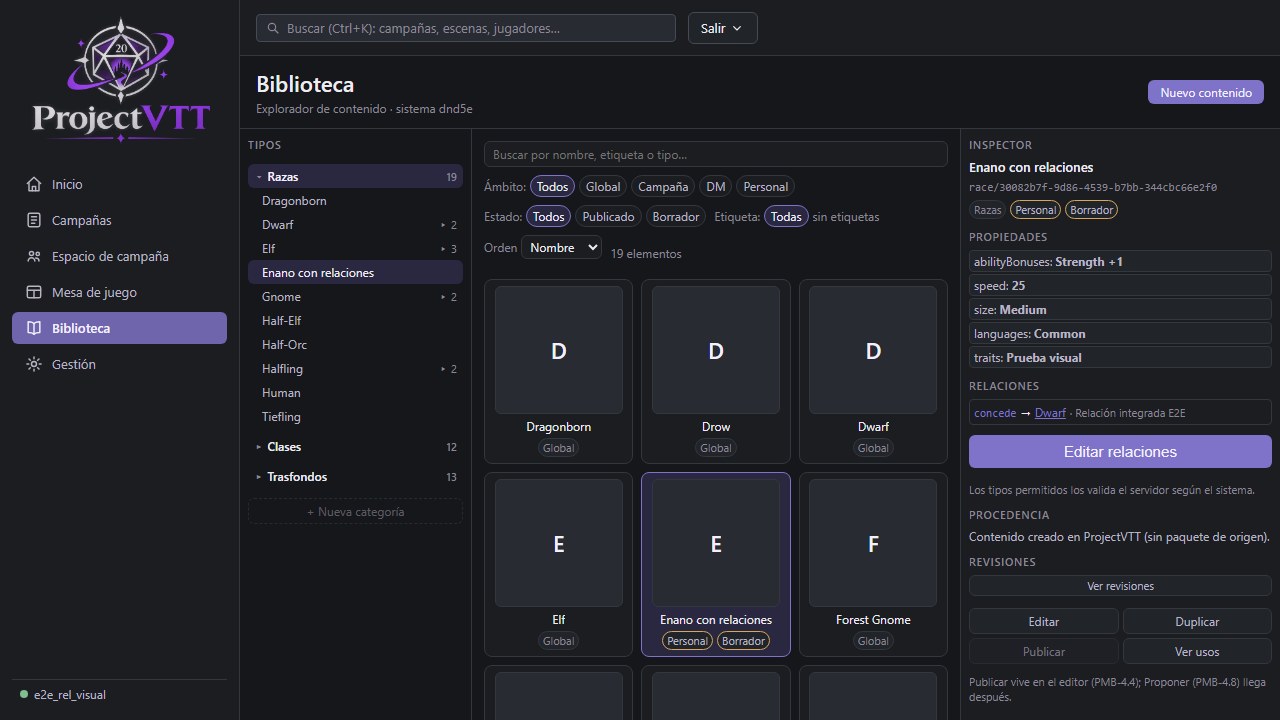 20
ProjectVTT
Inicio
Campañas
Espacio de campaña
Mesa de juego
Biblioteca
Gestión
e2e_rel_visual
Buscar (Ctrl+K): campañas, escenas, jugadores...
Salir
Biblioteca
Explorador de contenido · sistema dnd5e
Nuevo contenido
TIPOS
Razas 19
Dragonborn
Dwarf 2
Elf 3
Enano con relaciones
Gnome 2
Half-Elf
Half-Orc
Halfling 2
Human
Tiefling
Clases 12
Trasfondos 13
+ Nueva categoría
Buscar por nombre, etiqueta o tipo...
Ámbito: Todos Global Campaña DM Personal
Estado: Todos Publicado Borrador Etiqueta: Todas sin etiquetas
Orden Nombre 19 elementos
D D D
Dragonborn Drow Dwarf
Global Global Global
E E F
Elf Enano con relaciones Forest Gnome
Global Personal Borrador Global
INSPECTOR
Enano con relaciones
race/30082b7f-9d86-4539-b7bb-344cbc66e2f0
Razas Personal Borrador
PROPIEDADES
abilityBonuses: Strength +1
speed: 25
size: Medium
languages: Common
traits: Prueba visual
RELACIONES
concede → Dwarf · Relación integrada E2E
Editar relaciones
Los tipos permitidos los valida el servidor según el sistema.
PROCEDENCIA
Contenido creado en ProjectVTT (sin paquete de origen).
REVISIONES
Ver revisiones
Editar Duplicar
Publicar Ver usos
Publicar vive en el editor (PMB-4.4); Proponer (PMB-4.8) llega
después.